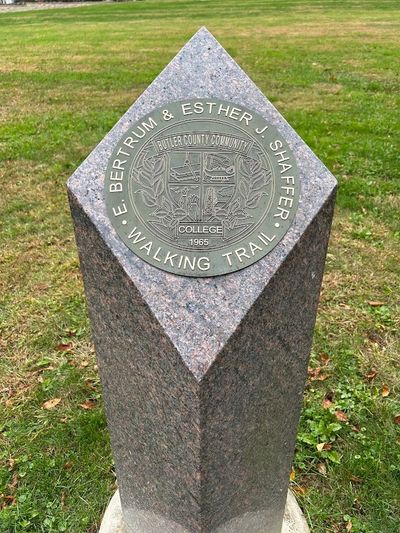 E. BERTRUM & ESTHER J. SHAFFER
WALKING TRAIL
BUTLER COUNTY COMMUNITY
COLLEGE
1965